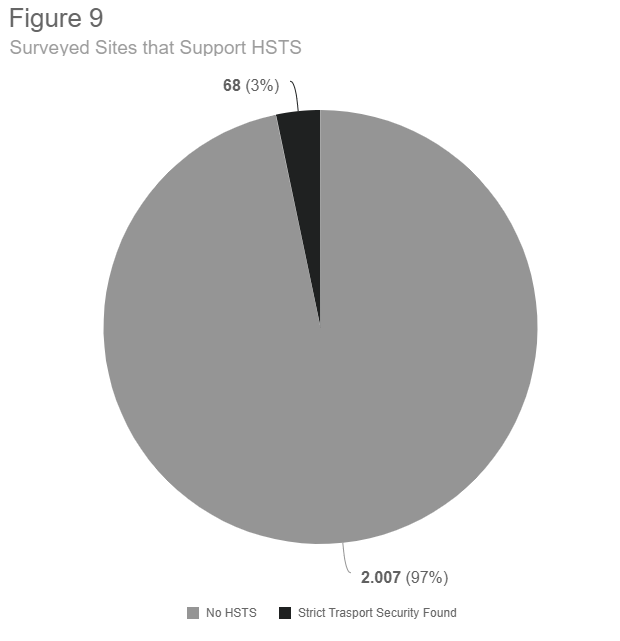 Figure 9
Surveyed Sites that Support HSTS
68 (3%)
2.007 (97%)
No HSTS
Strict Trasport Security Found